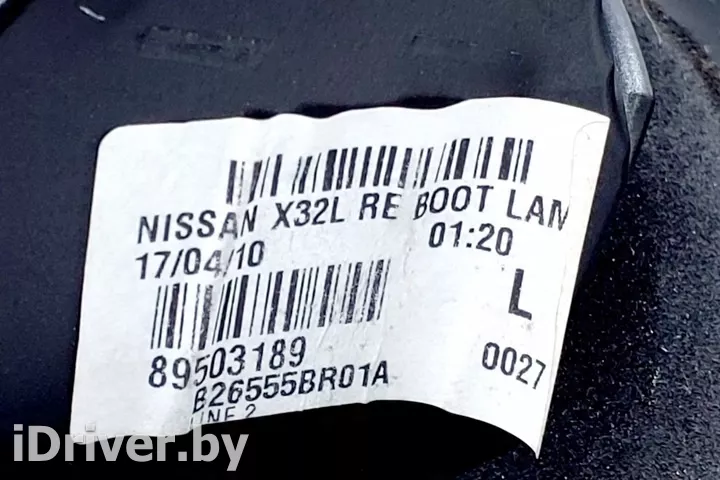 NISSAN X32L RE BOOT LAM
17/04/10 01:20
L
89503189 0027
B26555BR01A
LINE 2
iDriver.by